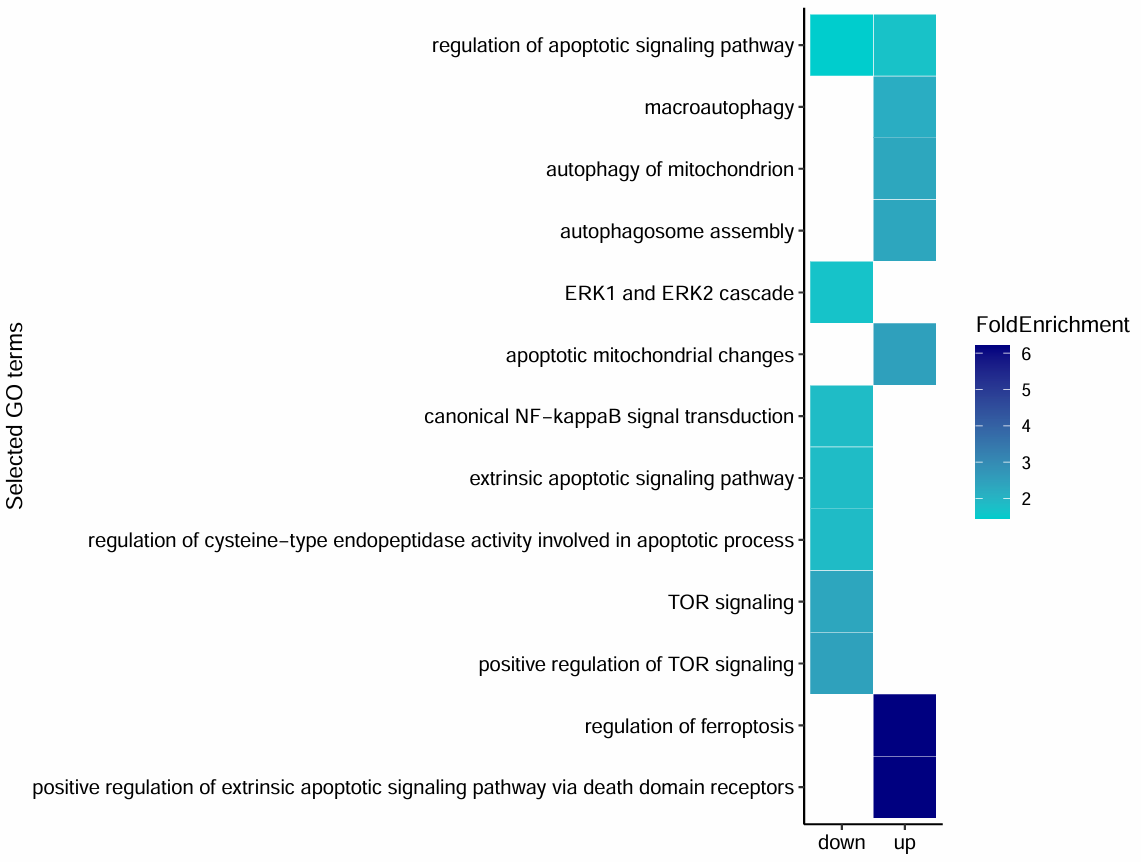 regulation of apoptotic signaling pathway
macroautophagy
autophagy of mitochondrion
autophagosome assembly
ERK1 and ERK2 cascade
apoptotic mitochondrial changes
canonical NF−kappaB signal transduction
extrinsic apoptotic signaling pathway
regulation of cysteine−type endopeptidase activity involved in apoptotic process
TOR signaling
positive regulation of TOR signaling
regulation of ferroptosis
positive regulation of extrinsic apoptotic signaling pathway via death domain receptors
Selected GO terms
down
up
FoldEnrichment
6
5
4
3
2